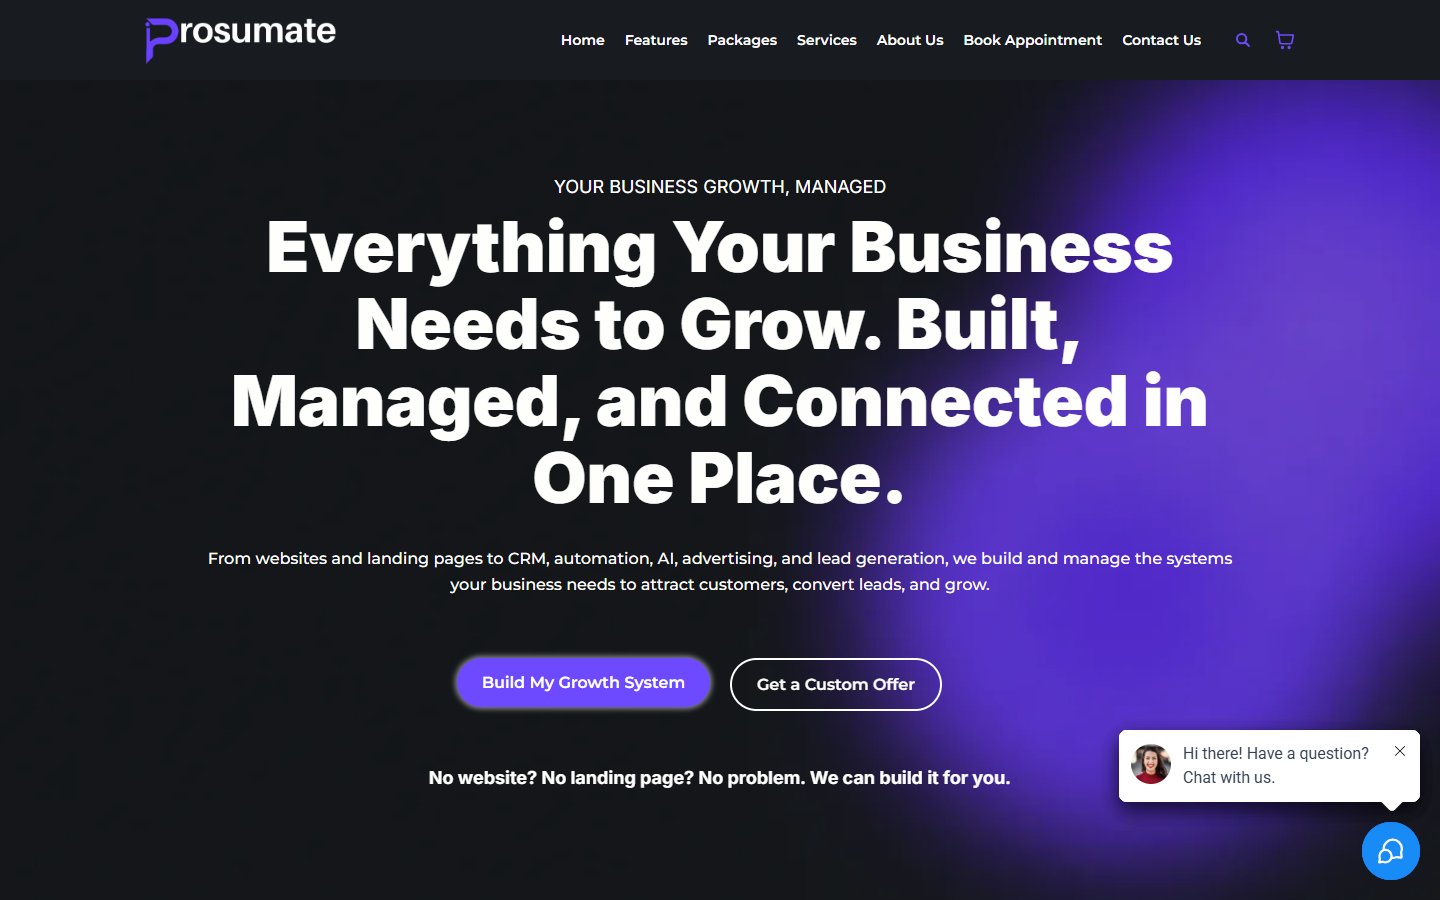 Prosumate
Home Features Packages Services About Us Book Appointment Contact Us
YOUR BUSINESS GROWTH, MANAGED
Everything Your Business
Needs to Grow. Built,
Managed, and Connected in
One Place.
From websites and landing pages to CRM, automation, AI, advertising, and lead generation, we build and manage the systems
your business needs to attract customers, convert leads, and grow.
Build My Growth System
Get a Custom Offer
No website? No landing page? No problem. We can build it for you.
Hi there! Have a question?
Chat with us.